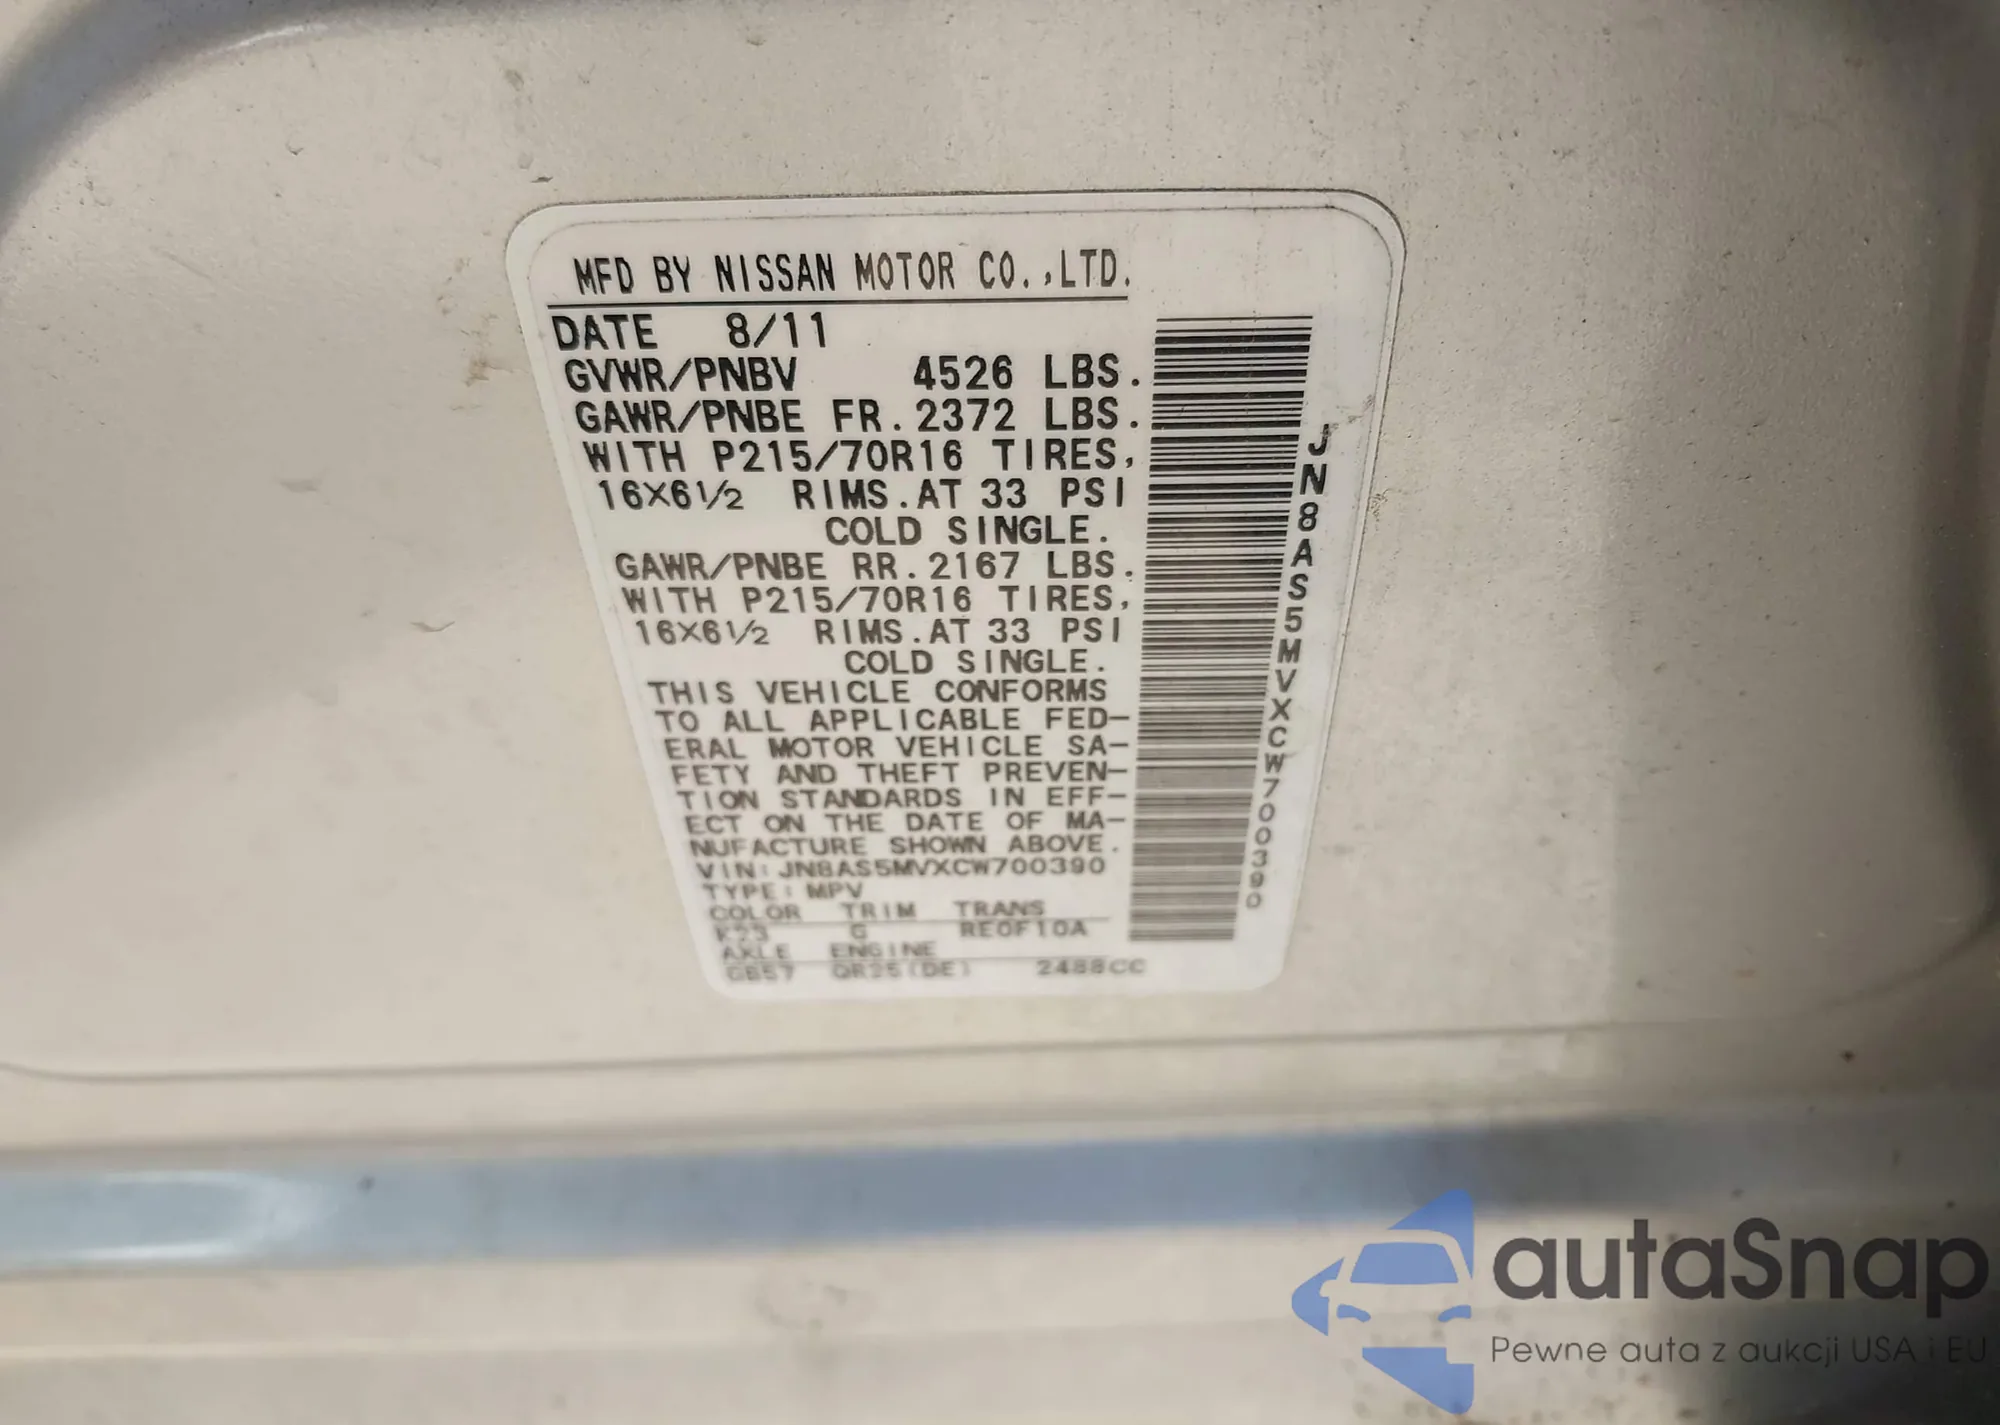 MFD BY NISSAN MOTOR CO.,LTD.
DATE 8/11
GVWR/PNBV 4526 LBS.
GAWR/PNBE FR.2372 LBS.
WITH P215/70R16 TIRES,
16X6½ RIMS.AT 33 PSI
COLD SINGLE.
GAWR/PNBE RR.2167 LBS.
WITH P215/70R16 TIRES,
16X6½ RIMS.AT 33 PSI
COLD SINGLE.
THIS VEHICLE CONFORMS
TO ALL APPLICABLE FED-
ERAL MOTOR VEHICLE SA-
FETY AND THEFT PREVEN-
TION STANDARDS IN EFF-
ECT ON THE DATE OF MA-
NUFACTURE SHOWN ABOVE.
VIN:JN8AS5MVXCW700390
TYPE:MPV
COLOR TRIM TRANS
K23 G RE0F10A
AXLE ENGINE
GB57 QR25(DE) 2488CC
JN8AS5MVXCW700390
autaSnap
Pewne auta z aukcji USA i EU